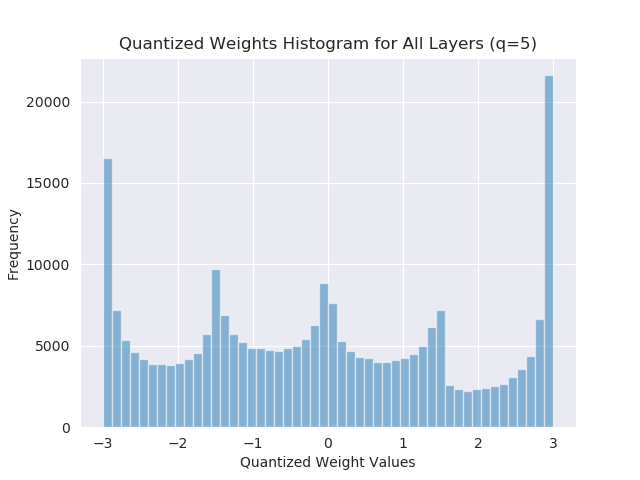 Quantized Weights Histogram for All Layers (q=5)
Frequency
20000
15000
10000
5000
0
−3 −2 −1 0 1 2 3
Quantized Weight Values